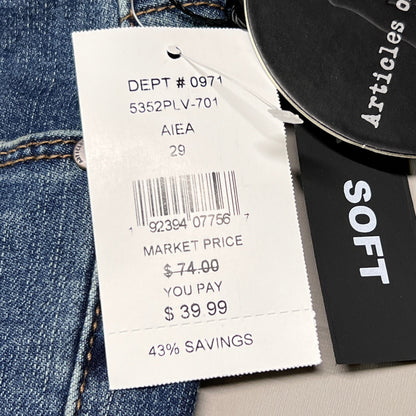 DEPT # 0971
5352PLV-701
AIEA
29
1 92394 07756 7
MARKET PRICE
$ 74.00
YOU PAY
$ 39.99
43% SAVINGS
Articles o
SOFT